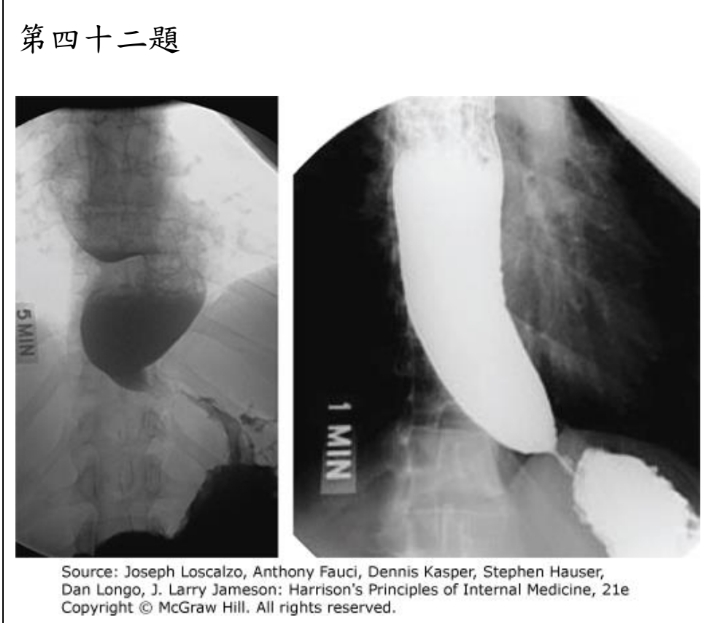 第四十二題
5 MIN
1 MIN
Source: Joseph Loscalzo, Anthony Fauci, Dennis Kasper, Stephen Hauser,
Dan Longo, J. Larry Jameson: Harrison's Principles of Internal Medicine, 21e
Copyright © McGraw Hill. All rights reserved.